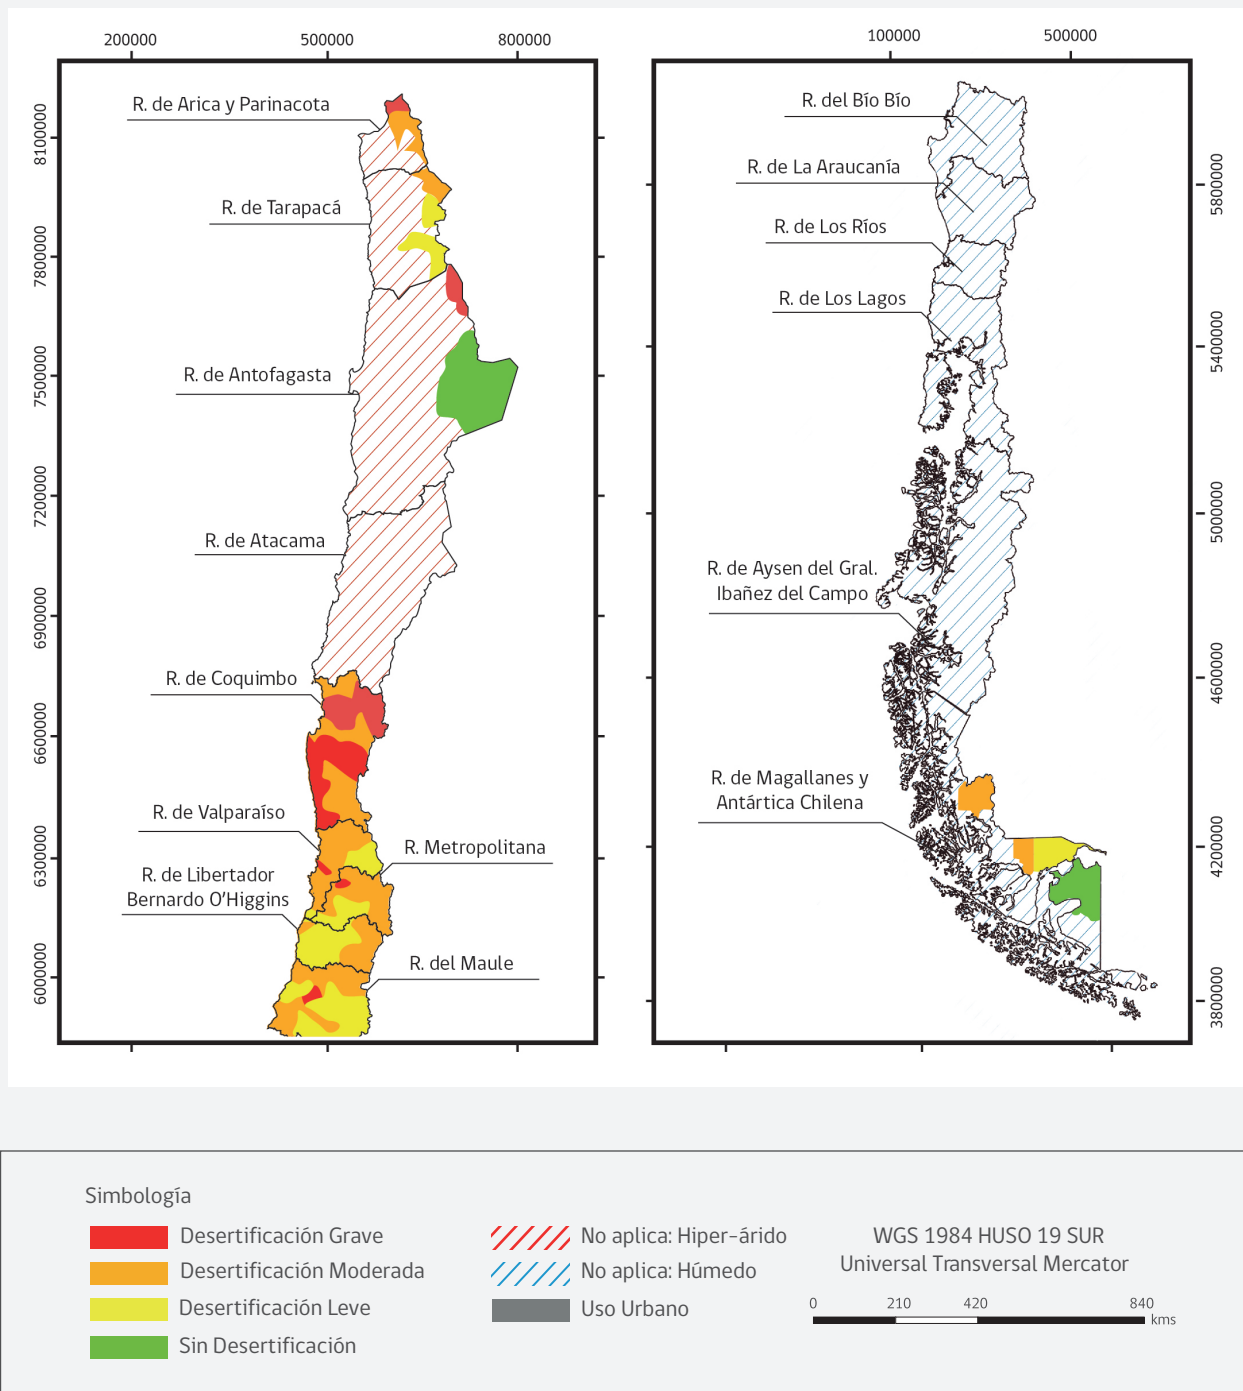 200000
500000
800000
8100000
7800000
7500000
7200000
6900000
6600000
6300000
6000000
R. de Arica y Parinacota
R. de Tarapacá
R. de Antofagasta
R. de Atacama
R. de Coquimbo
R. de Valparaíso
R. Metropolitana
R. de Libertador
Bernardo O'Higgins
R. del Maule
100000
500000
5800000
5400000
5000000
4600000
4200000
3800000
R. del Bío Bío
R. de La Araucanía
R. de Los Ríos
R. de Los Lagos
R. de Aysen del Gral.
Ibañez del Campo
R. de Magallanes y
Antártica Chilena
Simbología
Desertificación Grave
Desertificación Moderada
Desertificación Leve
Sin Desertificación
No aplica: Hiper-árido
No aplica: Húmedo
Uso Urbano
WGS 1984 HUSO 19 SUR
Universal Transversal Mercator
0 210 420 840
kms